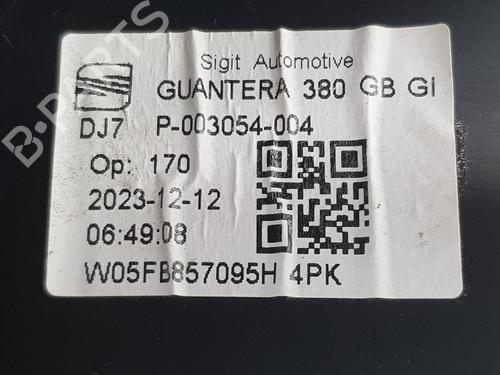 Sigit Automotive
GUANTERA 380 GB GI
DJ7 P-003054-004
Op: 170
2023-12-12
06:49:08
W05FB857095H 4PK
B-PARTS